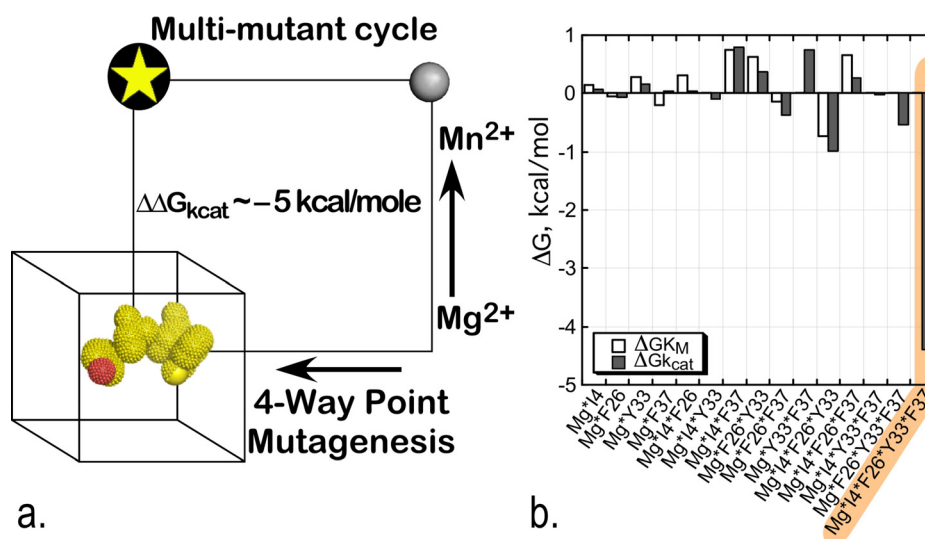 Multi-mutant cycle
Mn2+
ΔΔGkcat ~ −5 kcal/mole
Mg2+
4-Way Point
Mutagenesis
a.
1
0
-1
-2
-3
-4
-5
ΔG, kcal/mol
ΔGKM
ΔGkcat
Mg*I4
Mg*F26
Mg*Y33
Mg*F37
Mg*I4*F26
Mg*I4*Y33
Mg*I4*F37
Mg*F26*Y33
Mg*F26*F37
Mg*Y33*F37
Mg*I4*F26*Y33
Mg*I4*F26*F37
Mg*I4*Y33*F37
Mg*F26*Y33*F37
Mg*I4*F26*Y33*F37
b.